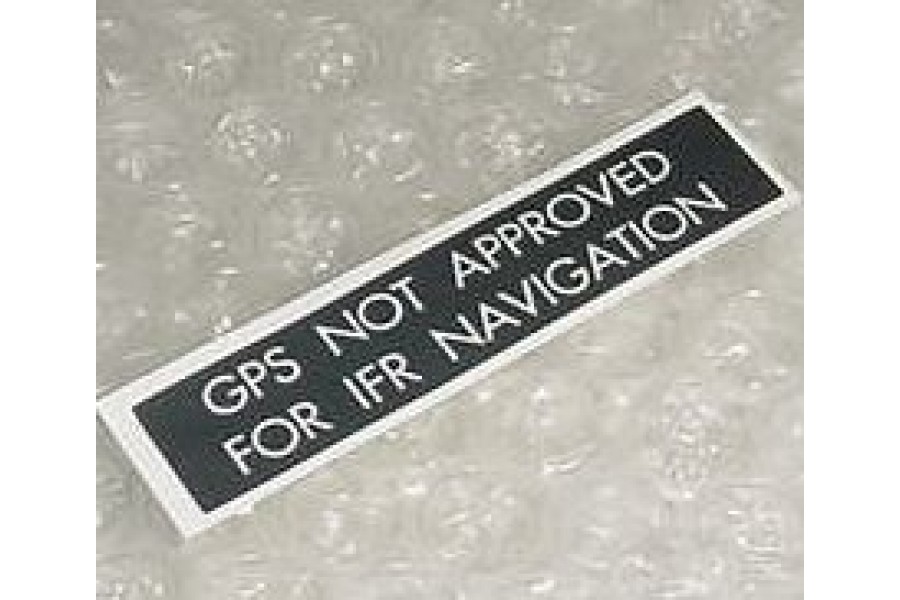 GPS NOT APPROVED
FOR IFR NAVIGATION